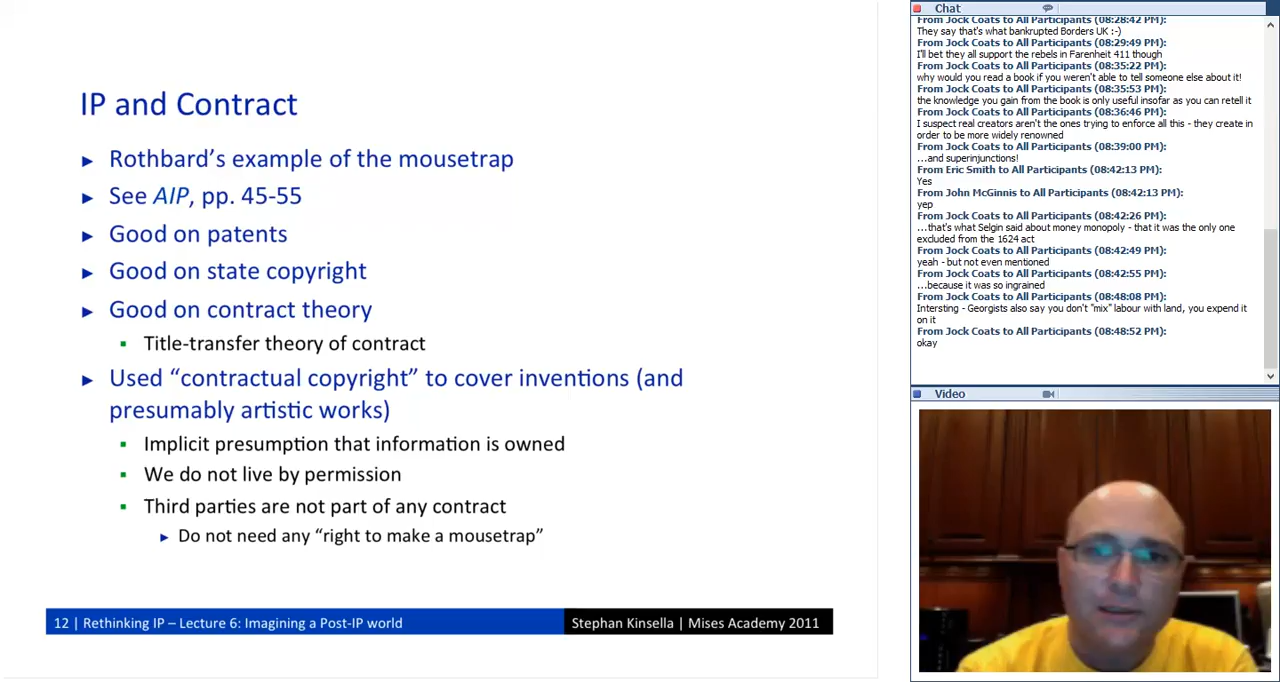 IP and Contract
► Rothbard's example of the mousetrap
► See AIP, pp. 45-55
► Good on patents
► Good on state copyright
► Good on contract theory
▪ Title-transfer theory of contract
► Used “contractual copyright” to cover inventions (and
presumably artistic works)
▪ Implicit presumption that information is owned
▪ We do not live by permission
▪ Third parties are not part of any contract
► Do not need any “right to make a mousetrap”
12 | Rethinking IP – Lecture 6: Imagining a Post-IP world
Stephan Kinsella | Mises Academy 2011
Chat
From Jock Coats to All Participants (08:28:42 PM):
They say that's what bankrupted Borders UK :-)
From Jock Coats to All Participants (08:29:49 PM):
I'll bet they all support the rebels in Farenheit 411 though
From Jock Coats to All Participants (08:35:22 PM):
why would you read a book if you weren't able to tell someone else about it!
From Jock Coats to All Participants (08:35:53 PM):
the knowledge you gain from the book is only useful insofar as you can retell it
From Jock Coats to All Participants (08:36:46 PM):
I suspect real creators aren't the ones trying to enforce all this - they create in
order to be more widely renowned
From Jock Coats to All Participants (08:39:00 PM):
...and superinjunctions!
From Eric Smith to All Participants (08:42:13 PM):
Yes
From John McGinnis to All Participants (08:42:13 PM):
yep
From Jock Coats to All Participants (08:42:26 PM):
...that's what Selgin said about money monopoly - that it was the only one
excluded from the 1624 act
From Jock Coats to All Participants (08:42:49 PM):
yeah - but not even mentioned
From Jock Coats to All Participants (08:42:55 PM):
...because it was so ingrained
From Jock Coats to All Participants (08:48:08 PM):
Intersting - Georgists also say you don't "mix" labour with land, you expend it
on it
From Jock Coats to All Participants (08:48:52 PM):
okay
Video